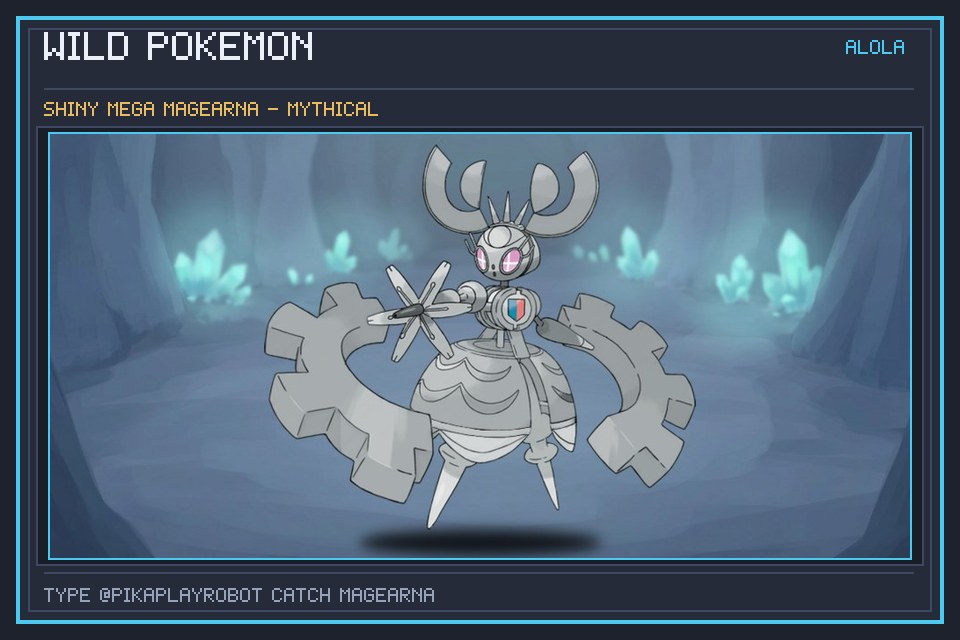 WILD POKEMON
ALOLA
SHINY MEGA MAGEARNA - MYTHICAL
TYPE @PIKAPLAYROBOT CATCH MAGEARNA